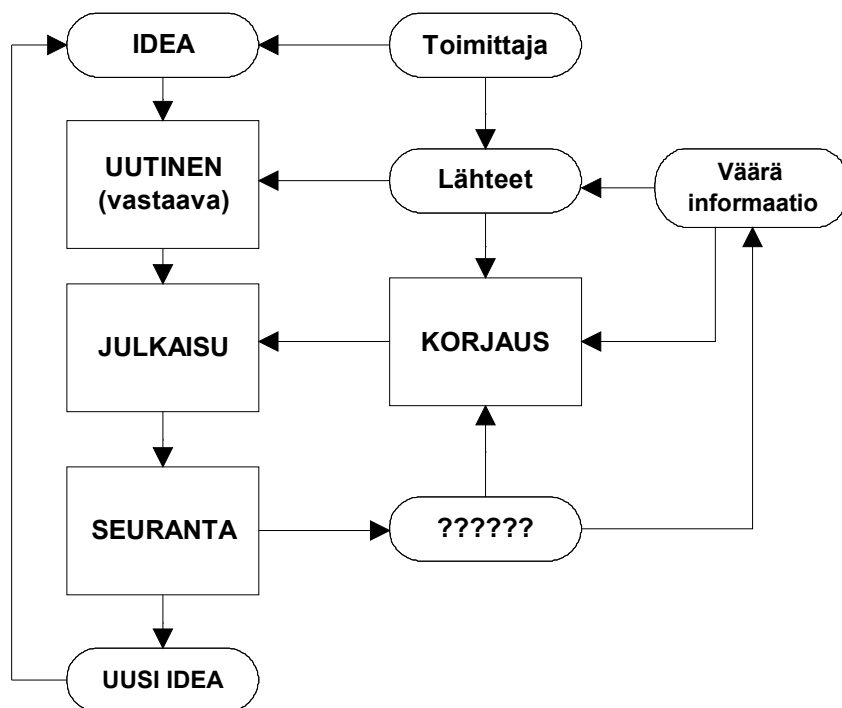 IDEA
Toimittaja
UUTINEN
(vastaava)
Lähteet
Väärä
informaatio
JULKAISU
KORJAUS
SEURANTA
??????
UUSI IDEA